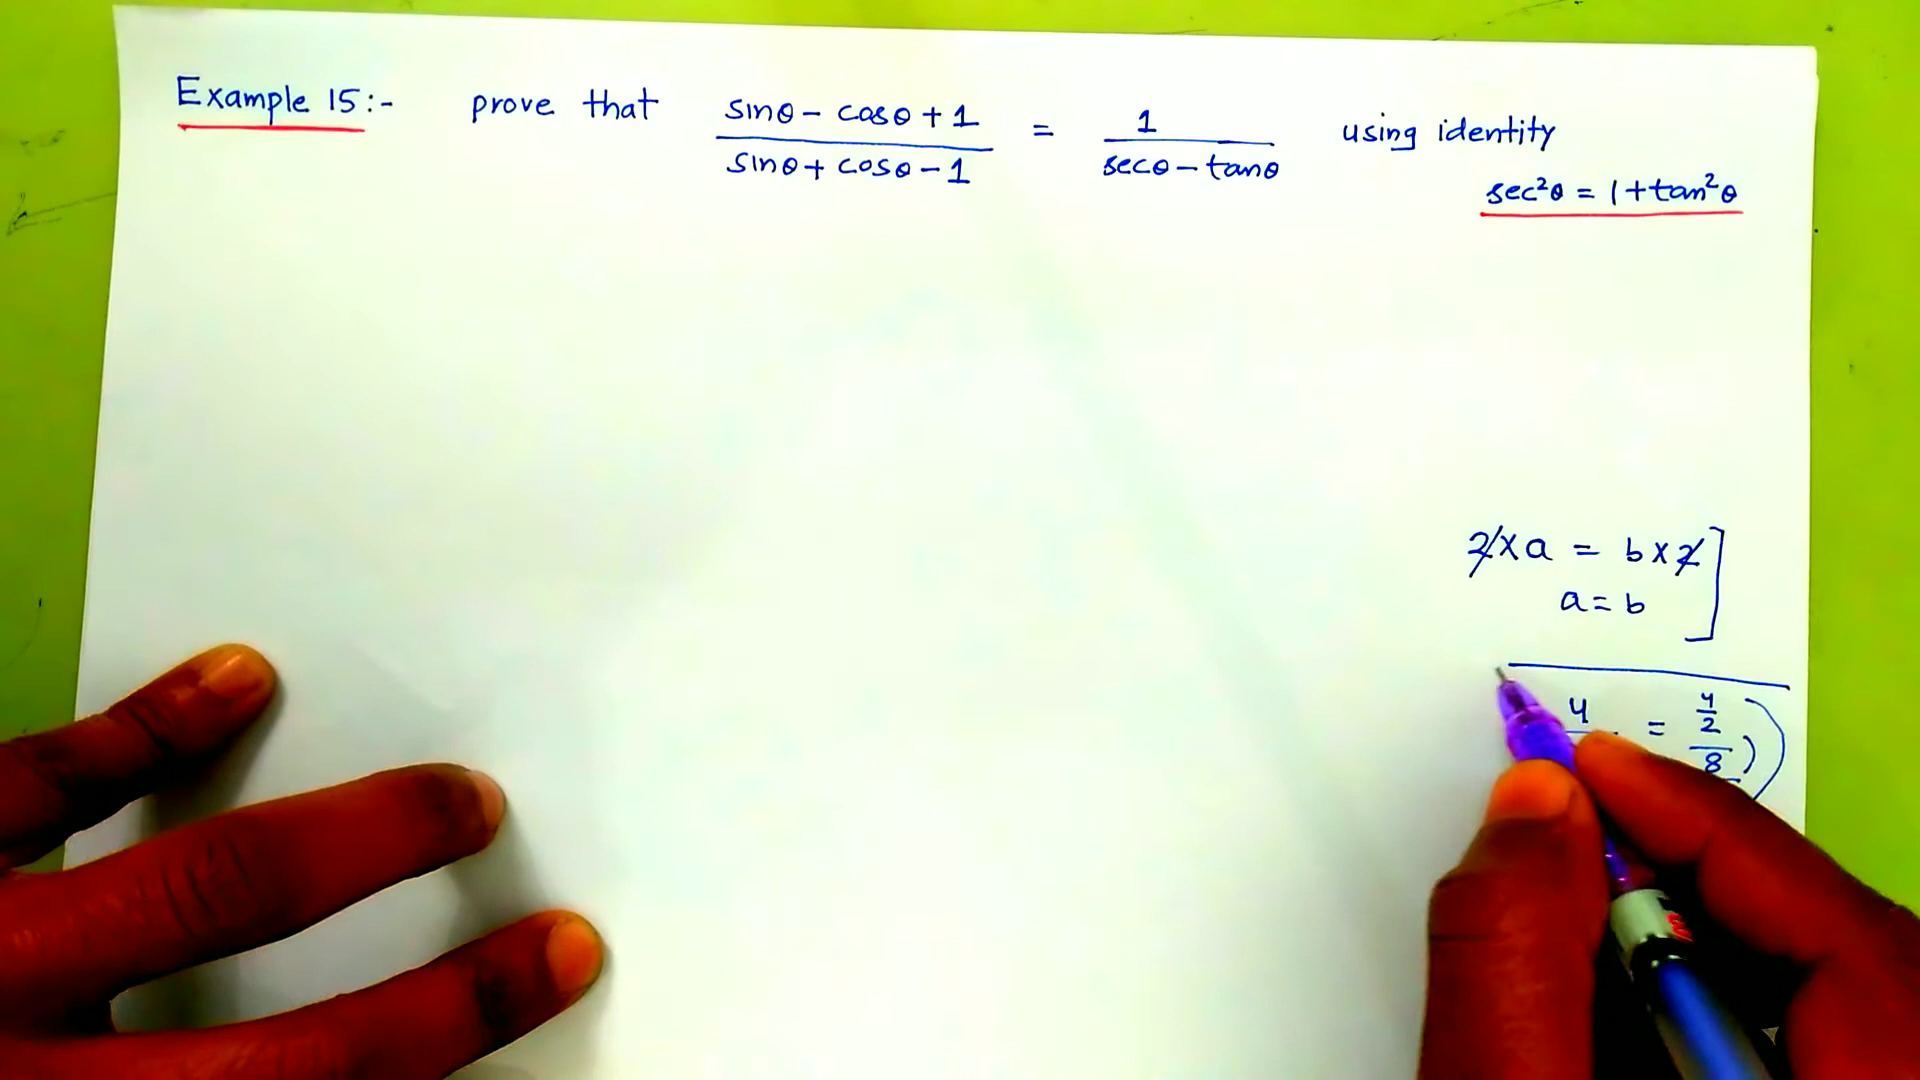 Example 15:- prove that sinθ - cosθ + 1 / sinθ + cosθ - 1 = 1 / secθ - tanθ using identity
sec²θ = 1 + tan²θ
2 x a = b x 2
a = b
4 = 4/2 / 8